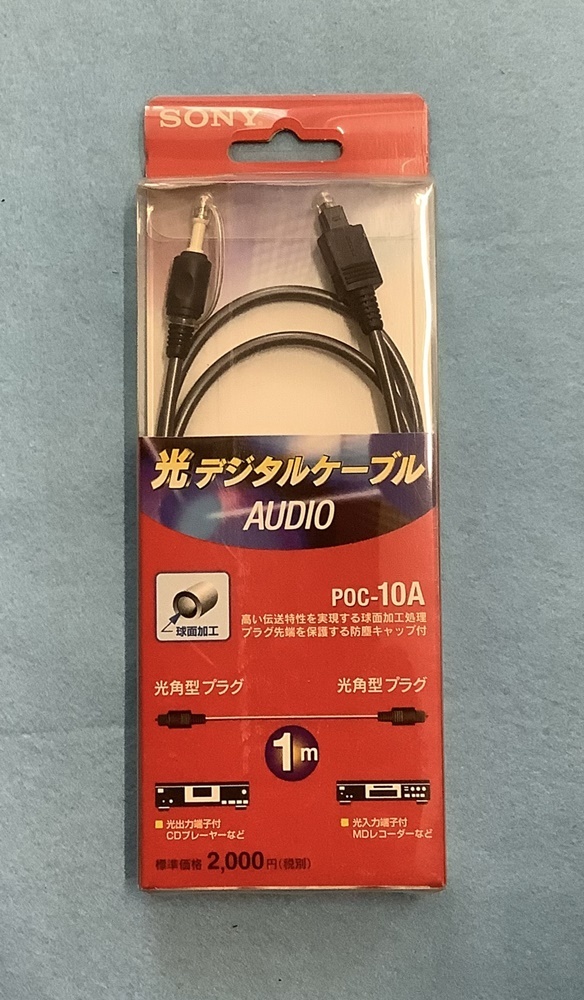 SONY
光デジタルケーブル
AUDIO
POC-10A
球面加工
高い伝送特性を実現する球面加工処理
プラグ先端を保護する防塵キャップ付
光角型プラグ
光角型プラグ
1m
光出力端子付
CDプレーヤーなど
光入力端子付
MDレコーダーなど
標準価格 2,000円(税別)